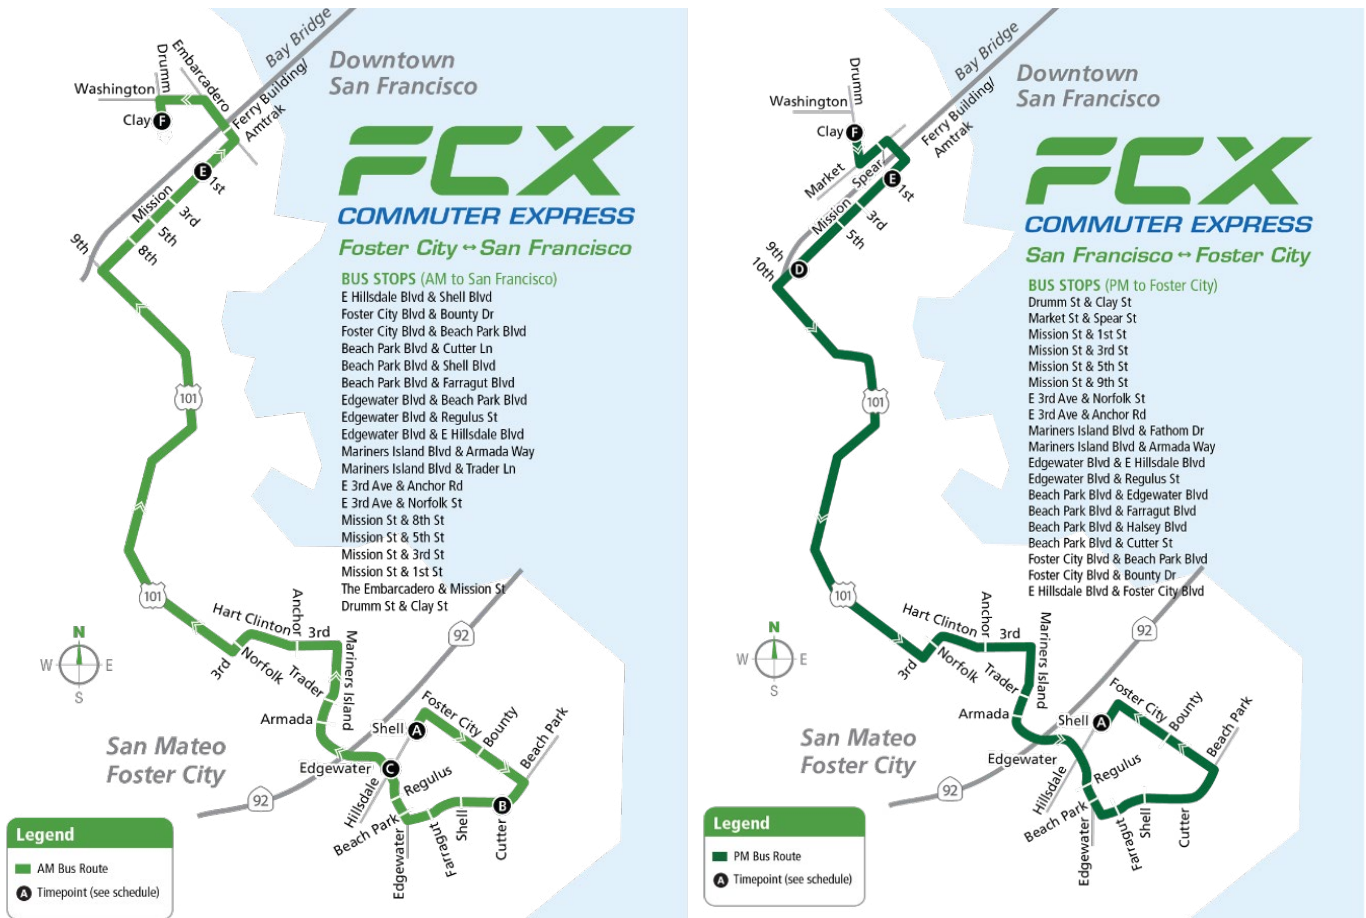 Bay Bridge
Downtown
San Francisco
Embarcadero
Drumm
Ferry Building/
Amtrak
Washington
Clay
F
FCX
COMMUTER EXPRESS
Foster City ↔ San Francisco
E
1st
Mission
3rd
5th
8th
9th
BUS STOPS (AM to San Francisco)
E Hillsdale Blvd & Shell Blvd
Foster City Blvd & Bounty Dr
Foster City Blvd & Beach Park Blvd
Beach Park Blvd & Cutter Ln
Beach Park Blvd & Shell Blvd
Beach Park Blvd & Farragut Blvd
Edgewater Blvd & Beach Park Blvd
Edgewater Blvd & Regulus St
Edgewater Blvd & E Hillsdale Blvd
Mariners Island Blvd & Armada Way
Mariners Island Blvd & Trader Ln
E 3rd Ave & Anchor Rd
E 3rd Ave & Norfolk St
Mission St & 8th St
Mission St & 5th St
Mission St & 3rd St
Mission St & 1st St
The Embarcadero & Mission St
Drumm St & Clay St
101
101
Hart Clinton
Anchor
3rd
Mariners Island
92
N
W
E
S
3rd
Norfolk
Trader
Armada
Shell
A
Foster City
Bounty
Beach Park
San Mateo
Foster City
Edgewater
C
Regulus
92
Hillsdale
B
Beach Park
Edgewater
Farragut
Shell
Cutter
Legend
AM Bus Route
A
Timepoint (see schedule)
Bay Bridge
Downtown
San Francisco
Drumm
Ferry Building/
Amtrak
Washington
Clay
F
Market
Spear
FCX
COMMUTER EXPRESS
San Francisco ↔ Foster City
E
1st
Mission
3rd
5th
9th
10th
D
BUS STOPS (PM to Foster City)
Drumm St & Clay St
Market St & Spear St
Mission St & 1st St
Mission St & 3rd St
Mission St & 5th St
Mission St & 9th St
E 3rd Ave & Norfolk St
E 3rd Ave & Anchor Rd
Mariners Island Blvd & Fathom Dr
Mariners Island Blvd & Armada Way
Edgewater Blvd & E Hillsdale Blvd
Edgewater Blvd & Regulus St
Beach Park Blvd & Edgewater Blvd
Beach Park Blvd & Farragut Blvd
Beach Park Blvd & Halsey Blvd
Beach Park Blvd & Cutter St
Foster City Blvd & Beach Park Blvd
Foster City Blvd & Bounty Dr
E Hillsdale Blvd & Foster City Blvd
101
101
Hart Clinton
Anchor
3rd
Mariners Island
92
N
W
E
S
3rd
Norfolk
Trader
Armada
Shell
A
Foster City
Bounty
Beach Park
San Mateo
Foster City
Edgewater
Regulus
92
Hillsdale
Beach Park
Edgewater
Farragut
Shell
Cutter
Legend
PM Bus Route
A
Timepoint (see schedule)